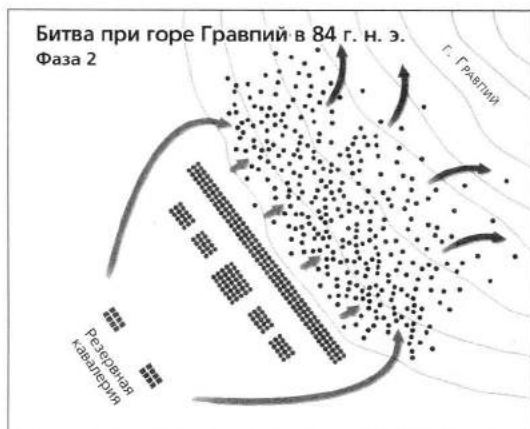 Битва при горе Гравпий в 84 г. н. э.
Фаза 2
г. Гравпий
Резервная
кавалерия